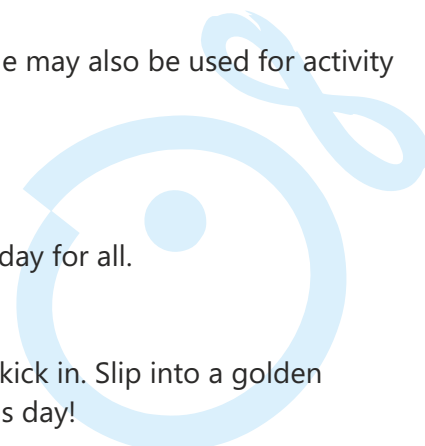 e may also be used for activity
day for all.
kick in. Slip into a golden
s day!